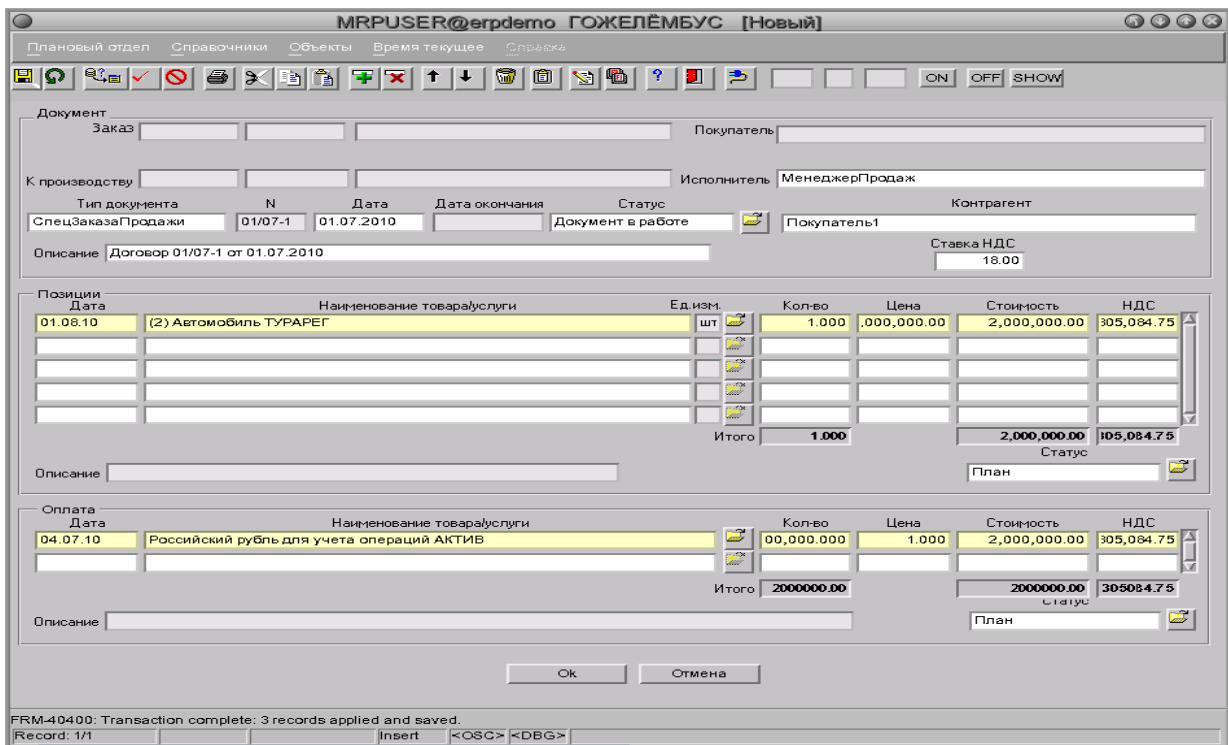 MRPUSER@erpdemo ГОЖЕЛЁМБУС [Новый]
Плановый отдел Справочники Объекты Время текущее Справка
ON OFF SHOW
Документ
Заказ Покупатель
К производству Исполнитель МенеджерПродаж
Тип документа N Дата Дата окончания Статус Контрагент
СпецЗаказаПродажи 01/07-1 01.07.2010 Документ в работе Покупатель1
Описание Договор 01/07-1 от 01.07.2010 Ставка НДС
18.00
Позиции
Дата Наименование товара/услуги Ед.изм. Кол-во Цена Стоимость НДС
01.08.10 (2) Автомобиль ТУРАРЕГ шт 1.000 ,000,000.00 2,000,000.00 305,084.75
Итого 1.000 2,000,000.00 305,084.75
Статус
Описание План
Оплата
Дата Наименование товара/услуги Кол-во Цена Стоимость НДС
04.07.10 Российский рубль для учета операций АКТИВ 00,000.000 1.000 2,000,000.00 305,084.75
Итого 2000000.00 2000000.00 305084.75
Статус
Описание План
Ok Отмена
FRM-40400: Transaction complete: 3 records applied and saved.
Record: 1/1 Insert <OSC> <DBG>